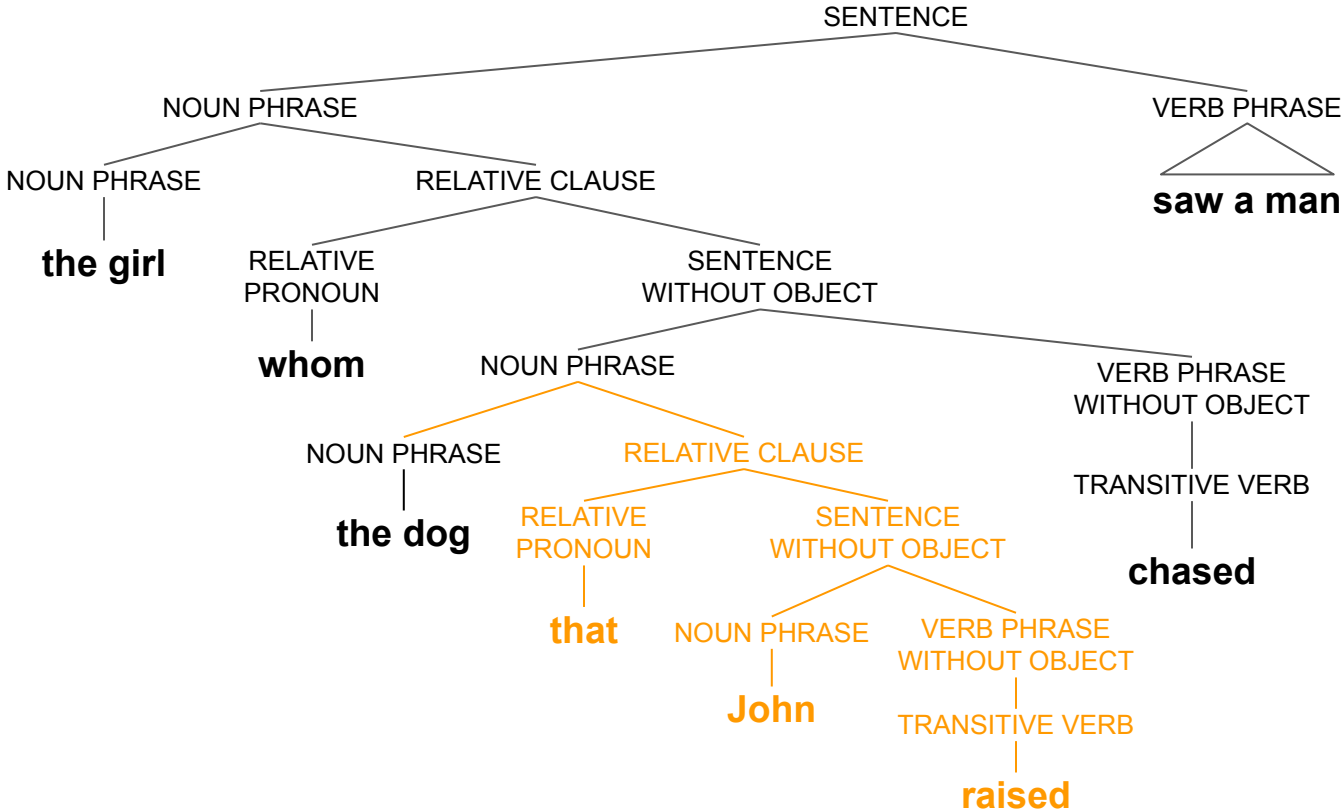 SENTENCE
NOUN PHRASE VERB PHRASE
NOUN PHRASE RELATIVE CLAUSE
saw a man
the girl RELATIVE SENTENCE
PRONOUN WITHOUT OBJECT
whom NOUN PHRASE VERB PHRASE
WITHOUT OBJECT
NOUN PHRASE RELATIVE CLAUSE
TRANSITIVE VERB
the dog RELATIVE SENTENCE
PRONOUN WITHOUT OBJECT
chased
that NOUN PHRASE VERB PHRASE
WITHOUT OBJECT
John TRANSITIVE VERB
raised